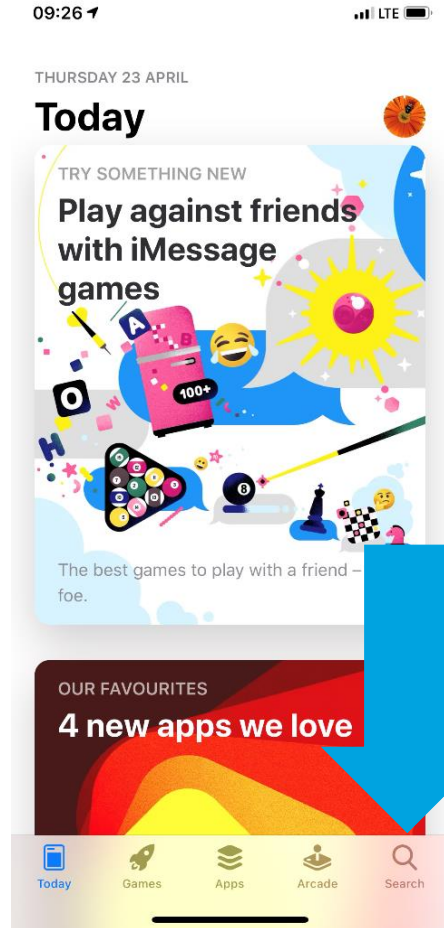 09:26
LTE
THURSDAY 23 APRIL
Today
TRY SOMETHING NEW
Play against friends
with iMessage
games
A
B
100+
O
W
H
8
The best games to play with a friend –
foe.
OUR FAVOURITES
4 new apps we love
Today
Games
Apps
Arcade
Search